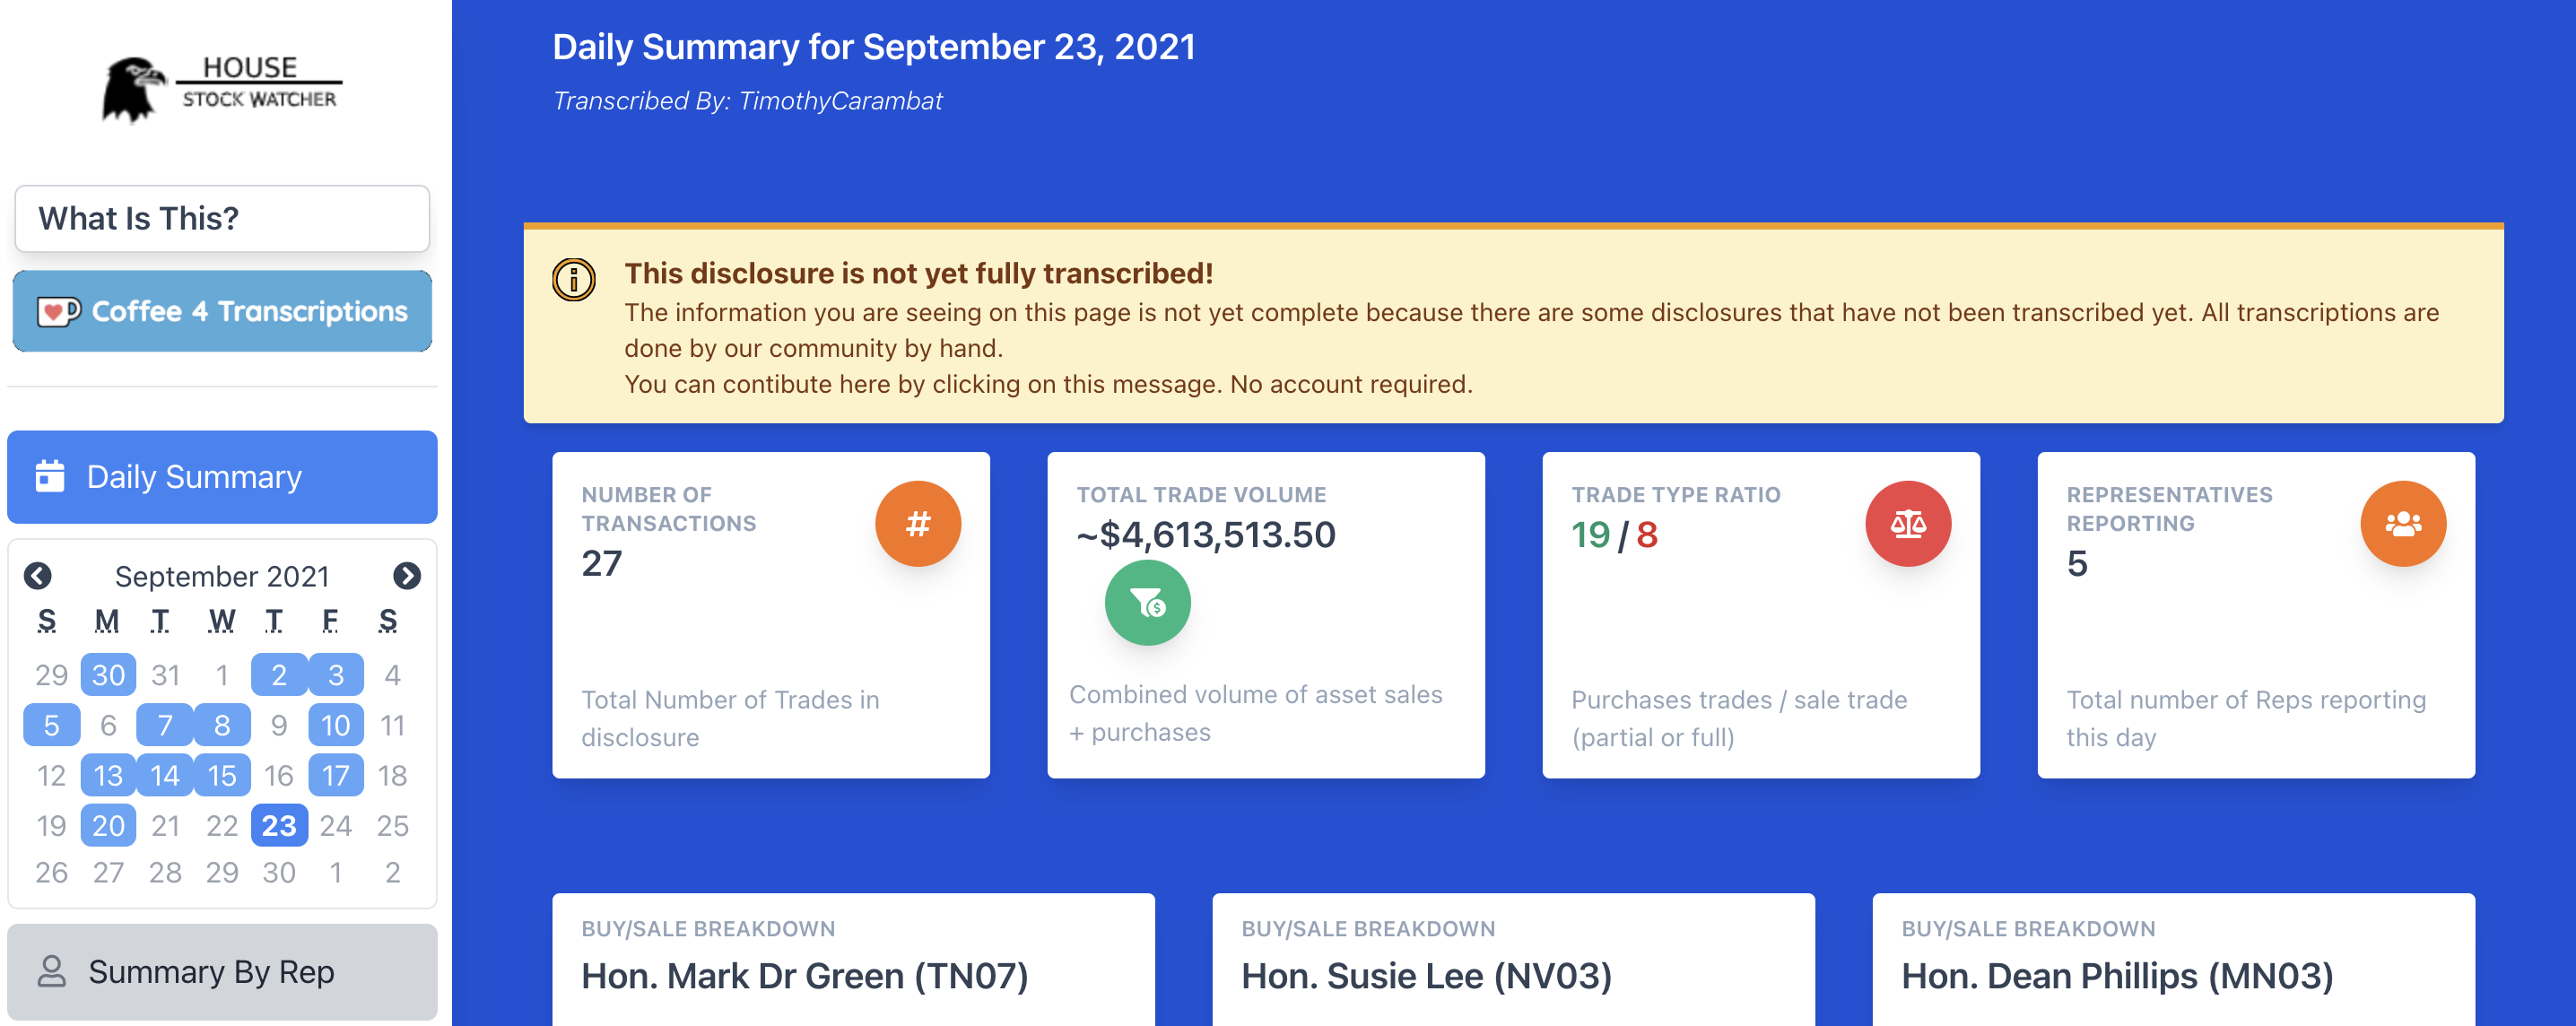 HOUSE
STOCK WATCHER
What Is This?
Coffee 4 Transcriptions
Daily Summary
September 2021
S M T W T F S
29 30 31 1 2 3 4
5 6 7 8 9 10 11
12 13 14 15 16 17 18
19 20 21 22 23 24 25
26 27 28 29 30 1 2
Summary By Rep
Daily Summary for September 23, 2021
Transcribed By: TimothyCarambat
This disclosure is not yet fully transcribed!
The information you are seeing on this page is not yet complete because there are some disclosures that have not been transcribed yet. All transcriptions are
done by our community by hand.
You can contibute here by clicking on this message. No account required.
NUMBER OF
TRANSACTIONS
27
#
Total Number of Trades in
disclosure
TOTAL TRADE VOLUME
~$4,613,513.50
$
Combined volume of asset sales
+ purchases
TRADE TYPE RATIO
19 / 8
Purchases trades / sale trade
(partial or full)
REPRESENTATIVES
REPORTING
5
Total number of Reps reporting
this day
BUY/SALE BREAKDOWN
Hon. Mark Dr Green (TN07)
BUY/SALE BREAKDOWN
Hon. Susie Lee (NV03)
BUY/SALE BREAKDOWN
Hon. Dean Phillips (MN03)